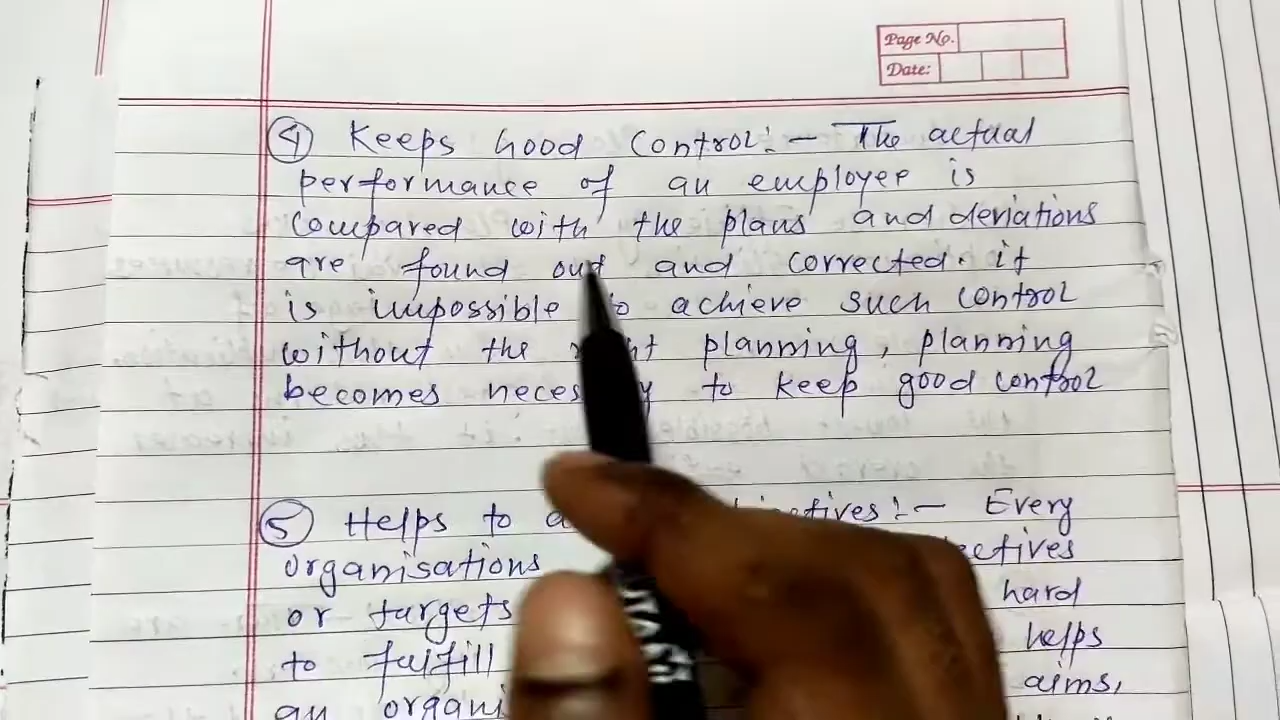 Page No.
Date:
④ Keeps Good Control:- The actual
performance of an employee is
compared with the plans and deviations
are found out and corrected. it
is impossible to achieve such control
without the planning, planning
becomes to keep good control
⑤ Helps to :- Every
organisations
or targets hard
to fulfill helps
an aims,